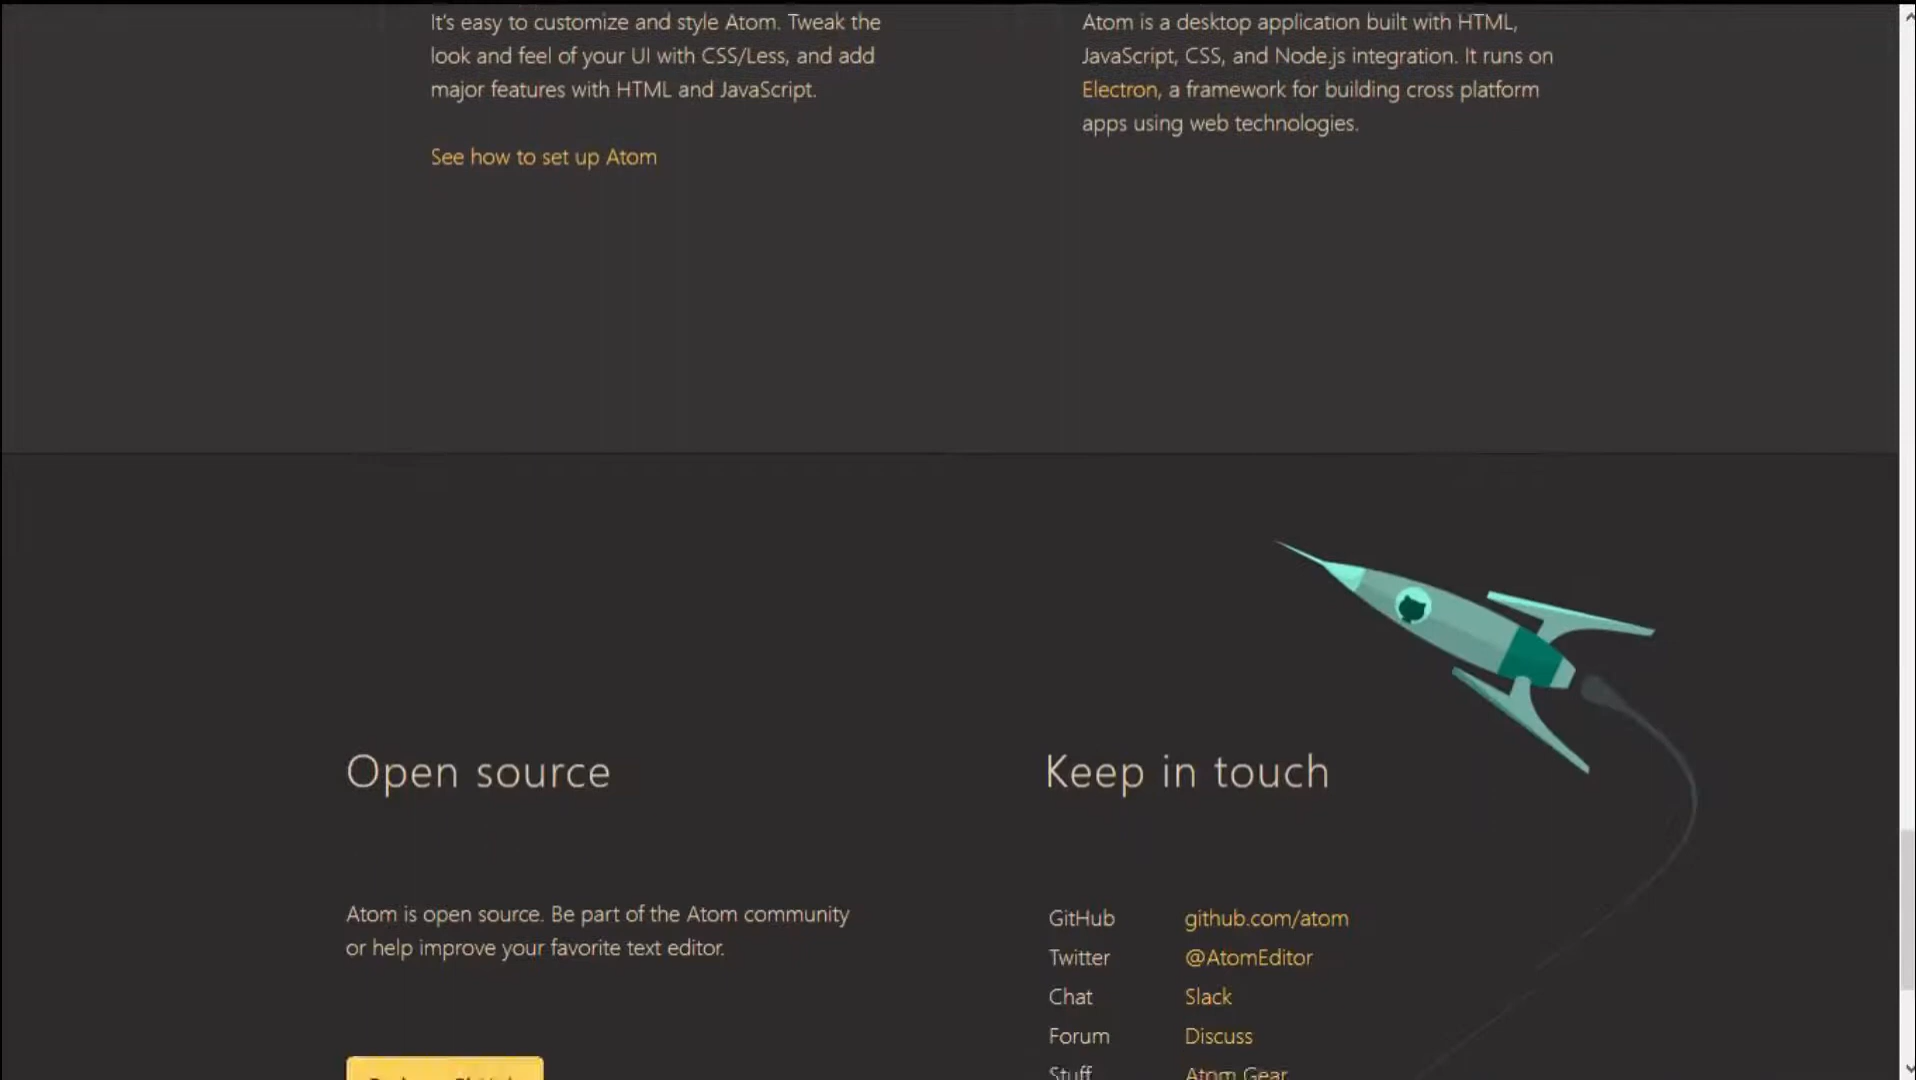 It's easy to customize and style Atom. Tweak the
look and feel of your UI with CSS/Less, and add
major features with HTML and JavaScript.
See how to set up Atom
Atom is a desktop application built with HTML,
JavaScript, CSS, and Node.js integration. It runs on
Electron, a framework for building cross platform
apps using web technologies.
Open source
Atom is open source. Be part of the Atom community
or help improve your favorite text editor.
Keep in touch
GitHub github.com/atom
Twitter @AtomEditor
Chat Slack
Forum Discuss
Stuff Atom Gear